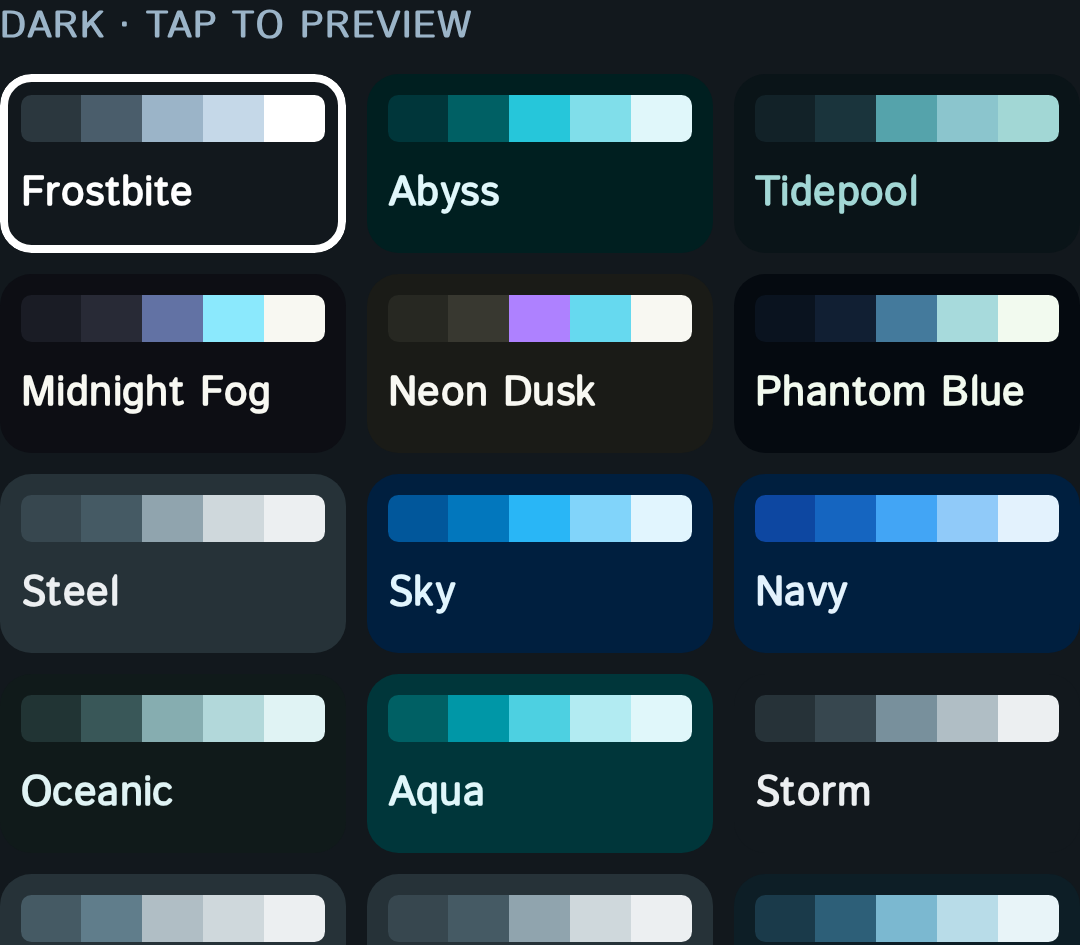 DARK · TAP TO PREVIEW
Frostbite
Abyss
Tidepool
Midnight Fog
Neon Dusk
Phantom Blue
Steel
Sky
Navy
Oceanic
Aqua
Storm